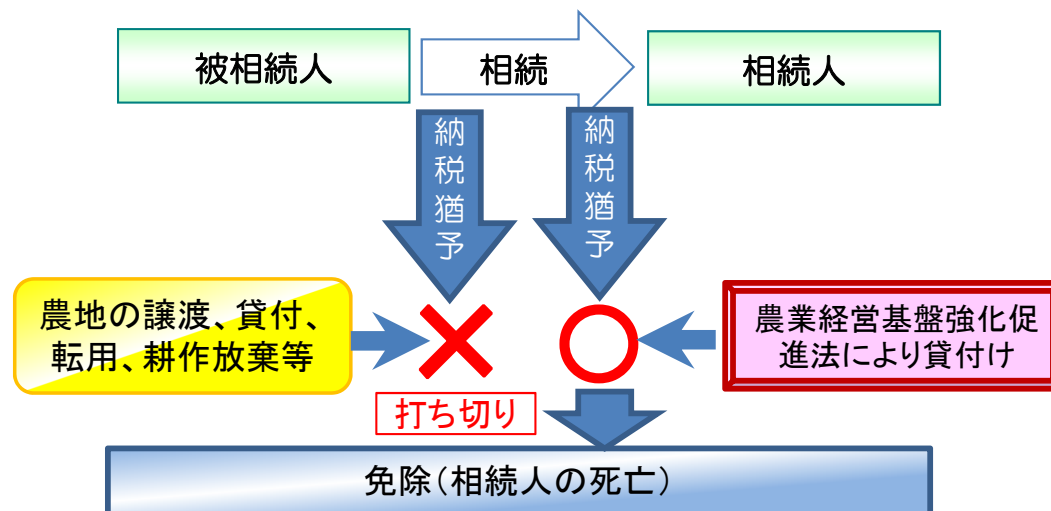 被相続人
相続
相続人
納税猶予
納税猶予
農地の譲渡、貸付、
転用、耕作放棄等
農業経営基盤強化促
進法により貸付け
打ち切り
免除(相続人の死亡)